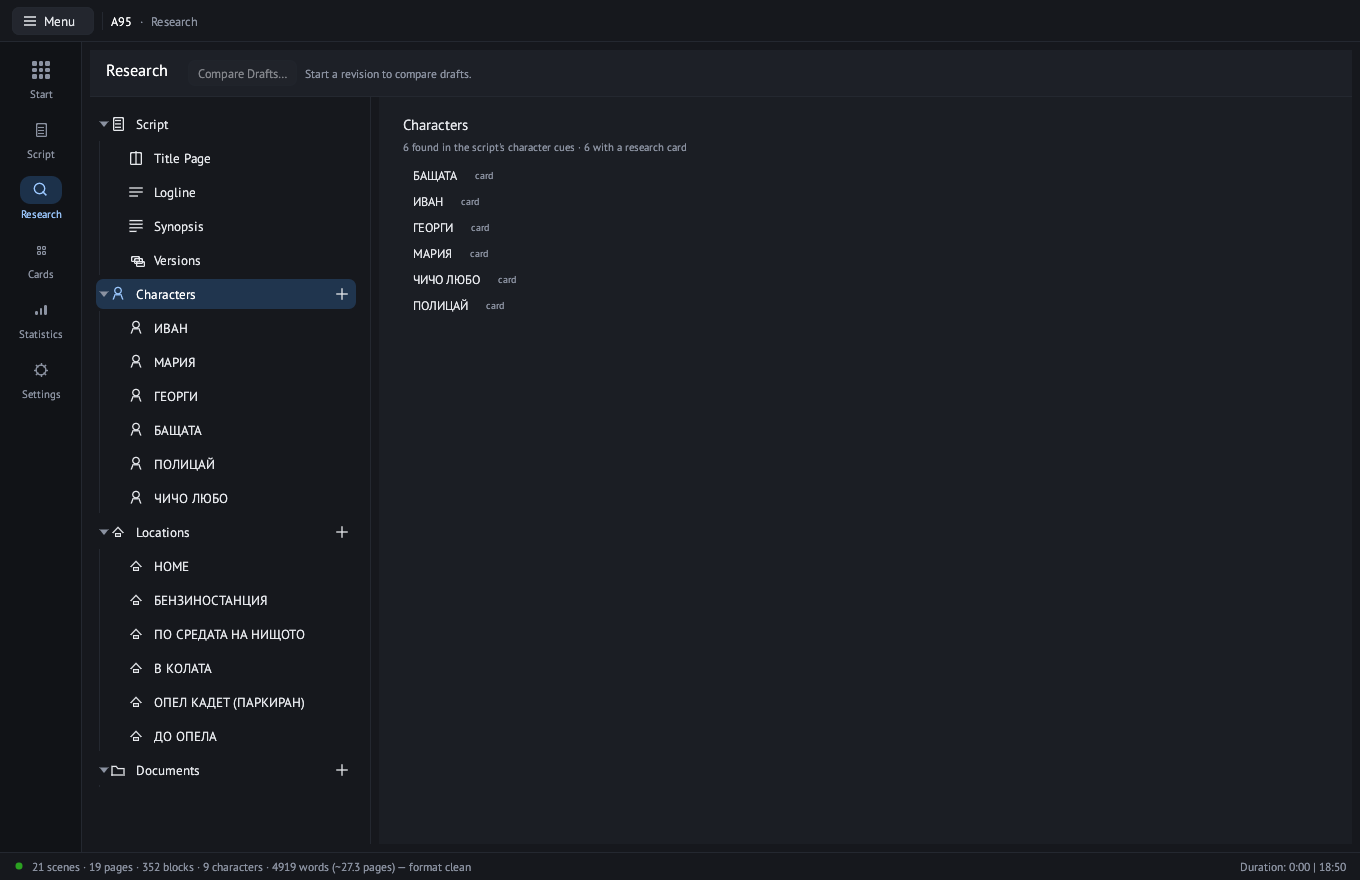 Menu
A95 · Research
Start
Script
Research
Cards
Statistics
Settings
Research
Compare Drafts...
Start a revision to compare drafts.
Script
Title Page
Logline
Synopsis
Versions
Characters
ИВАН
МАРИЯ
ГЕОРГИ
БАЩАТА
ПОЛИЦАЙ
ЧИЧО ЛЮБО
Locations
HOME
БЕНЗИНОСТАНЦИЯ
ПО СРЕДАТА НА НИЩОТО
В КОЛАТА
ОПЕЛ КАДЕТ (ПАРКИРАН)
ДО ОПЕЛА
Documents
Characters
6 found in the script's character cues · 6 with a research card
БАЩАТА card
ИВАН card
ГЕОРГИ card
МАРИЯ card
ЧИЧО ЛЮБО card
ПОЛИЦАЙ card
21 scenes · 19 pages · 352 blocks · 9 characters · 4919 words (~27.3 pages) — format clean
Duration: 0:00 | 18:50